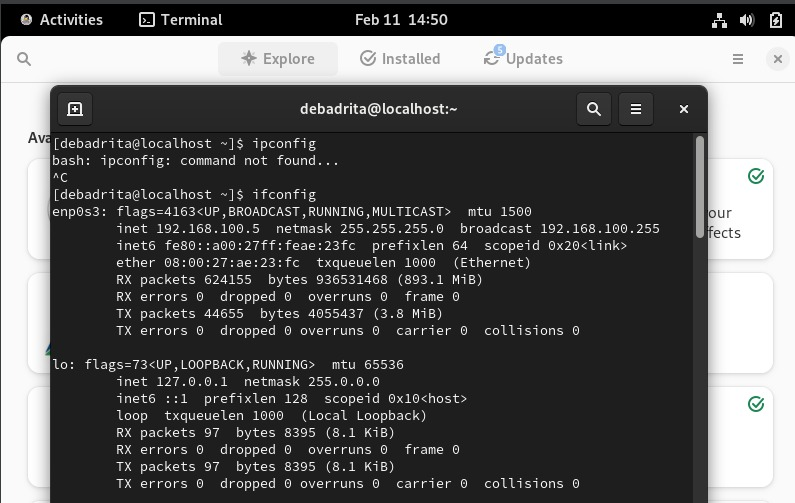 Activities
Terminal
Feb 11 14:50
Explore
Installed
5
Updates
debadrita@localhost:~
Ava
[debadrita@localhost ~]$ ipconfig
bash: ipconfig: command not found...
^C
[debadrita@localhost ~]$ ifconfig
enp0s3: flags=4163<UP,BROADCAST,RUNNING,MULTICAST>  mtu 1500
        inet 192.168.100.5  netmask 255.255.255.0  broadcast 192.168.100.255
        inet6 fe80::a00:27ff:feae:23fc  prefixlen 64  scopeid 0x20<link>
        ether 08:00:27:ae:23:fc  txqueuelen 1000  (Ethernet)
        RX packets 624155  bytes 936531468 (893.1 MiB)
        RX errors 0  dropped 0  overruns 0  frame 0
        TX packets 44655  bytes 4055437 (3.8 MiB)
        TX errors 0  dropped 0 overruns 0  carrier 0  collisions 0
lo: flags=73<UP,LOOPBACK,RUNNING>  mtu 65536
        inet 127.0.0.1  netmask 255.0.0.0
        inet6 ::1  prefixlen 128  scopeid 0x10<host>
        loop  txqueuelen 1000  (Local Loopback)
        RX packets 97  bytes 8395 (8.1 KiB)
        RX errors 0  dropped 0  overruns 0  frame 0
        TX packets 97  bytes 8395 (8.1 KiB)
        TX errors 0  dropped 0 overruns 0  carrier 0  collisions 0
our
fects